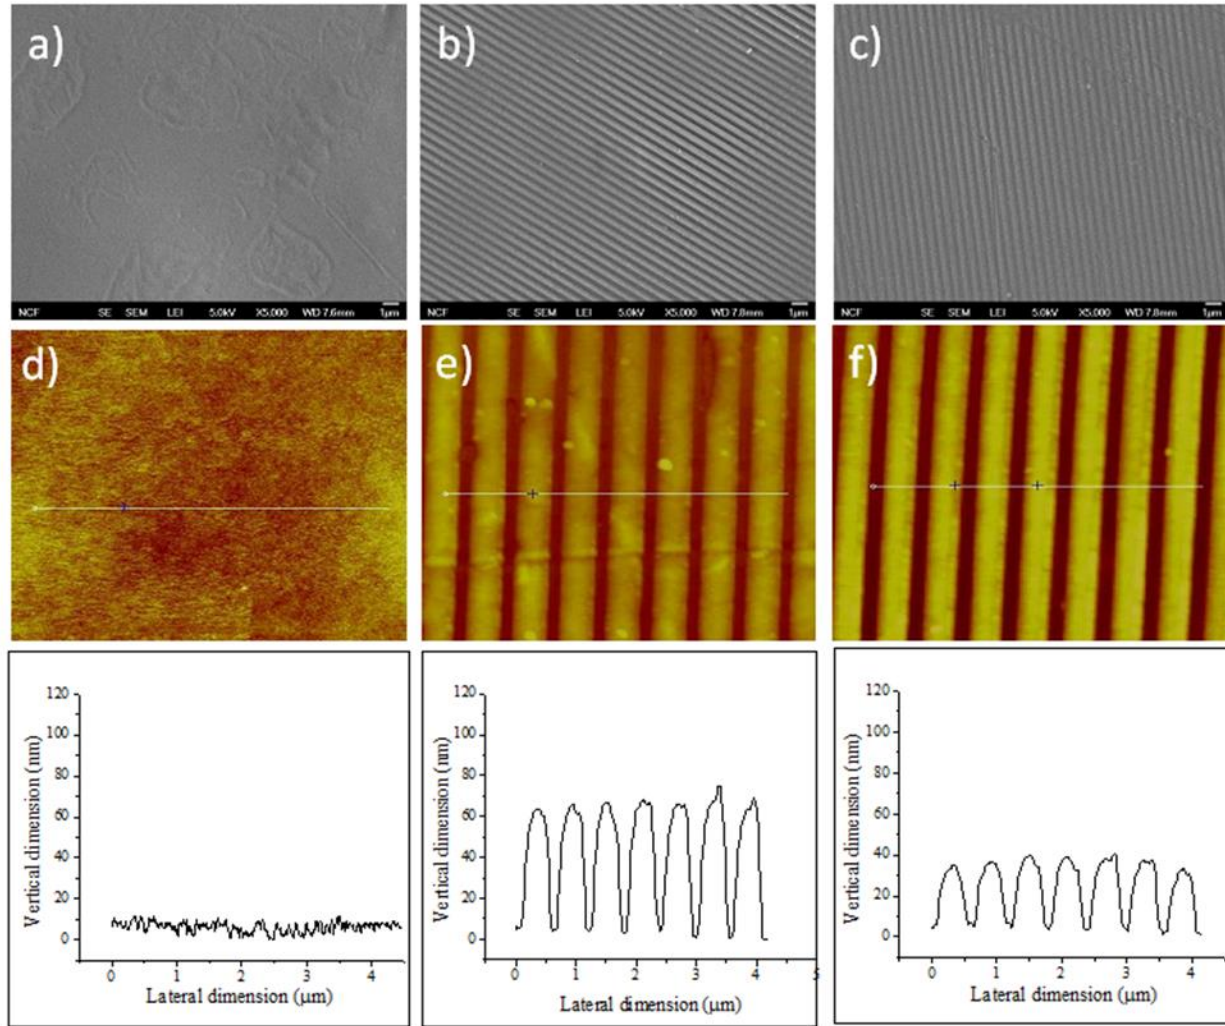 a)
b)
c)
NCF SE SEM LEI 5.0kV X5,000 WD 7.6mm 1µm
NCF SE SEM LEI 5.0kV X5,000 WD 7.8mm 1µm
NCF SE SEM LEI 5.0kV X5,000 WD 7.8mm 1µm
d)
e)
f)
120
100
80
60
40
20
0
Vertical dimension (nm)
0 1 2 3 4
Lateral dimension (µm)
120
100
80
60
40
20
0
Vertical dimension (nm)
0 1 2 3 4 5
Lateral dimension (µm)
120
100
80
60
40
20
0
Vertical dimension (nm)
0 1 2 3 4
Lateral dimension (µm)